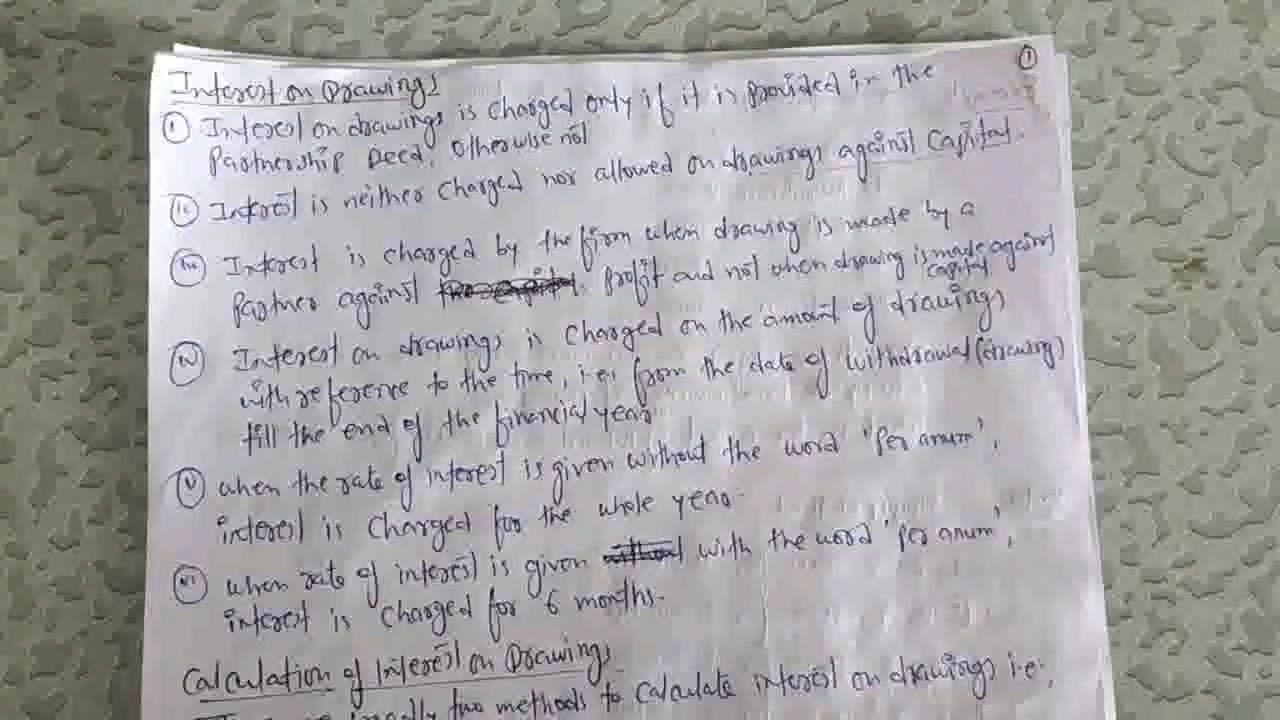 ①
Interest on Drawings
(i) Interest on drawings is charged only if it is provided in the
Partnership Deed, otherwise not
(ii) Interest is neither charged nor allowed on drawings against Capital.
(iii) Interest is charged by the firm when drawing is made by a
Partner against profit and not when drawing is made against
capital
(iv) Interest on drawings is charged on the amount of drawings
with reference to the time, i.e. from the date of withdrawal (drawing)
till the end of the financial year
(v) when the rate of interest is given without the word 'per anum',
interest is charged for the whole year.
(vi) when rate of interest is given with the word 'per anum',
interest is charged for 6 months.
Calculation of Interest on Drawings
two methods to calculate interest on drawings i.e.